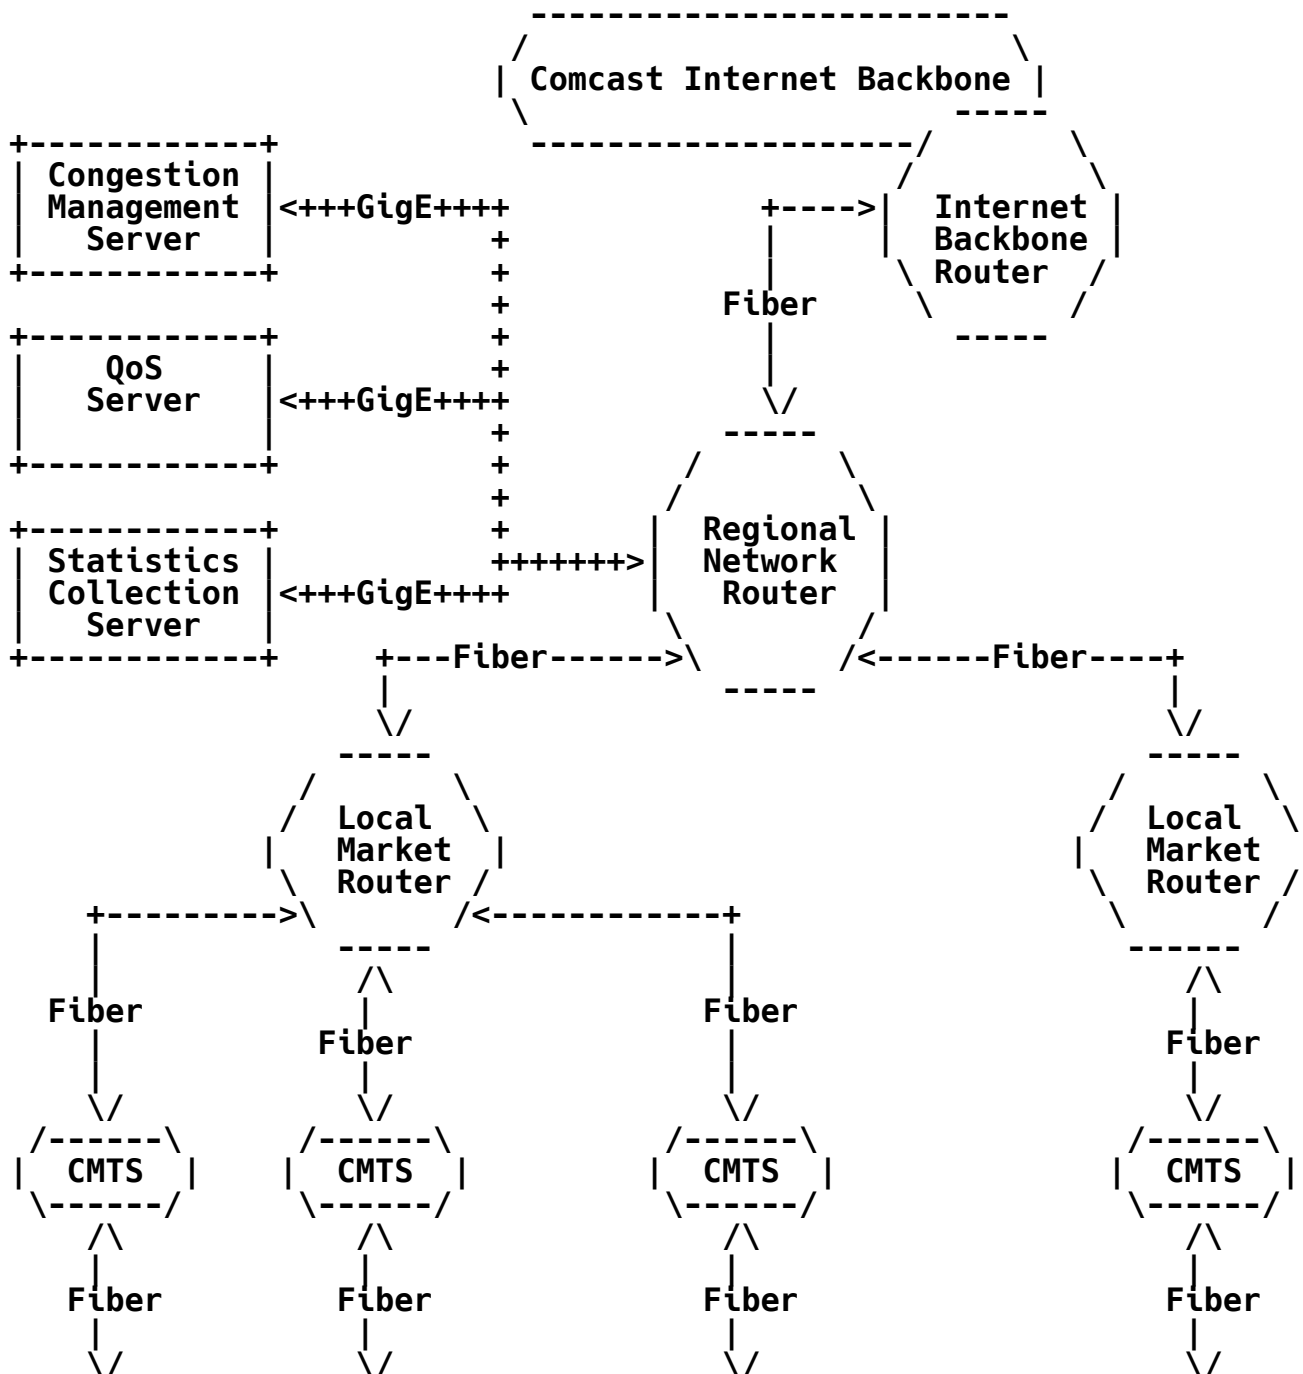 Comcast Internet Backbone
Congestion
Management
Server
GigE
Internet
Backbone
Router
Fiber
QoS
Server
GigE
Regional
Network
Router
Statistics
Collection
Server
GigE
Fiber
Fiber
Local
Market
Router
Local
Market
Router
Fiber
Fiber
Fiber
Fiber
CMTS
CMTS
CMTS
CMTS
Fiber
Fiber
Fiber
Fiber